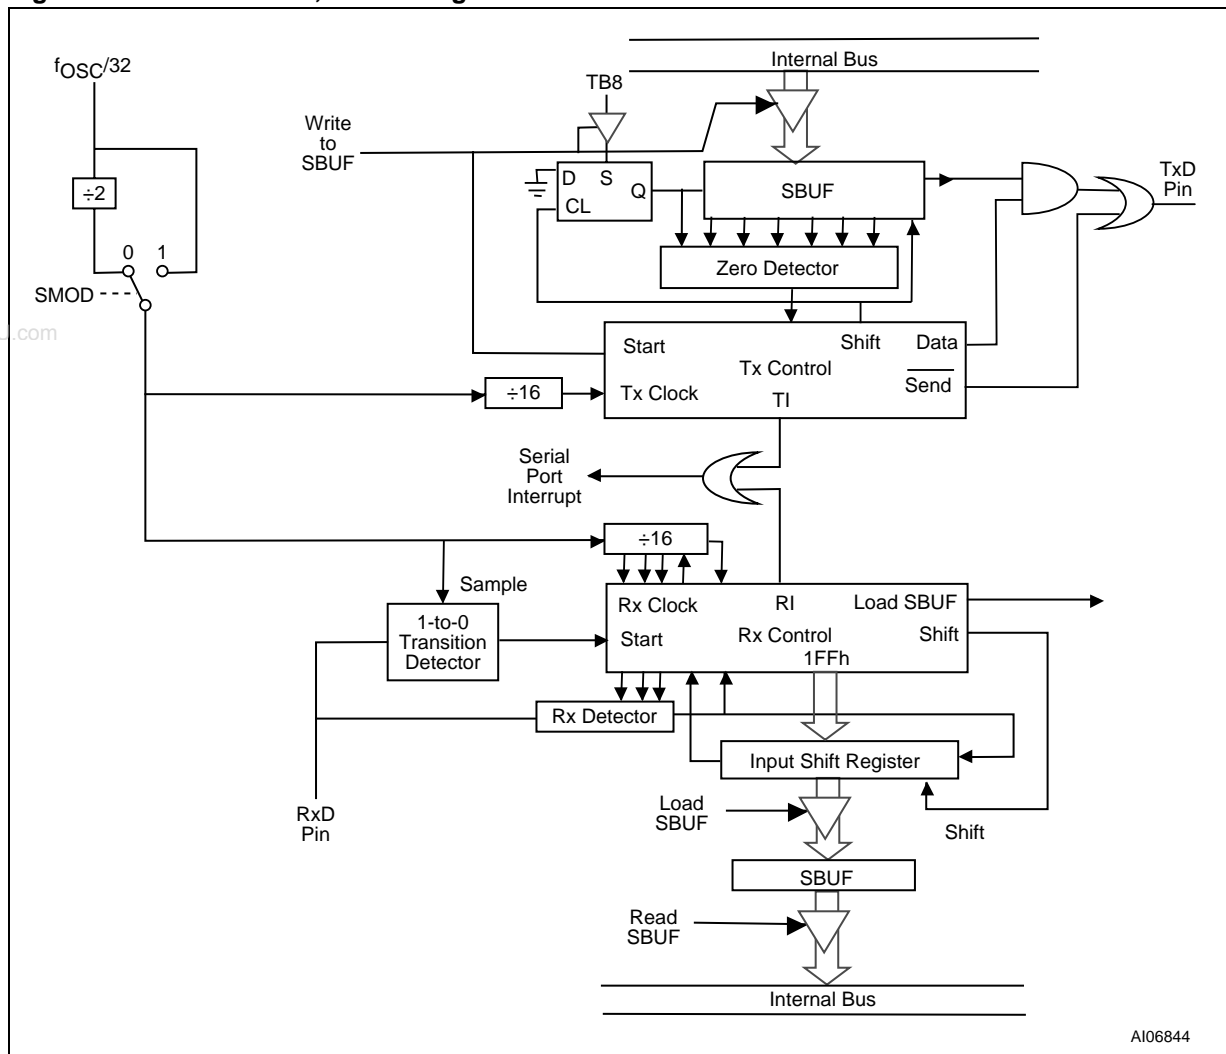 Internal Bus
fOSC/32
TB8
Write
to
SBUF
TxD
Pin
D S
Q
CL
SBUF
÷2
0 1
Zero Detector
SMOD
Start
Shift
Data
Tx Control
Send
Tx Clock
TI
÷16
Serial
Port
Interrupt
÷16
Sample
Rx Clock
RI
Load SBUF
1-to-0
Transition
Detector
Start
Rx Control
Shift
1FFh
Rx Detector
Input Shift Register
RxD
Pin
Load
SBUF
Shift
SBUF
Read
SBUF
Internal Bus
AI06844